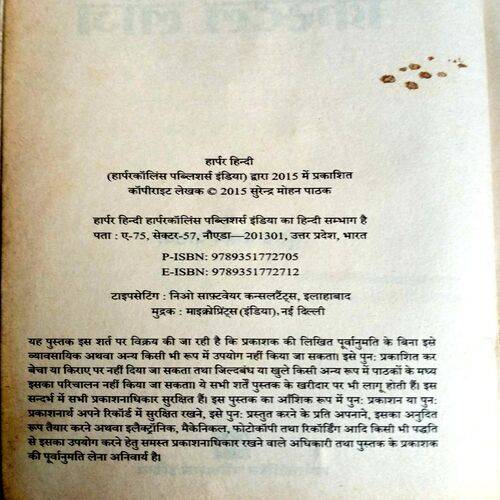 हार्पर हिन्दी
(हार्परकॉलिंस पब्लिशर्स इंडिया) द्वारा 2015 में प्रकाशित
कॉपीराइट लेखक © 2015 सुरेन्द्र मोहन पाठक
हार्पर हिन्दी हार्परकॉलिंस पब्लिशर्स इंडिया का हिन्दी सम्भाग है
पता : ए-75, सेक्टर-57, नौएडा—201301, उत्तर प्रदेश, भारत
P-ISBN: 9789351772705
E-ISBN: 9789351772712
टाइपसेटिंग : निओ साफ़्टवेयर कन्सलटैंट्स, इलाहाबाद
मुद्रक : माइक्रोप्रिंट्स (इंडिया), नई दिल्ली
यह पुस्तक इस शर्त पर विक्रय की जा रही है कि प्रकाशक की लिखित पूर्वानुमति के बिना इसे
व्यावसायिक अथवा अन्य किसी भी रूप में उपयोग नहीं किया जा सकता। इसे पुन: प्रकाशित कर
बेचा या किराए पर नहीं दिया जा सकता तथा जिल्दबंध या खुले किसी अन्य रूप में पाठकों के मध्य
इसका परिचालन नहीं किया जा सकता। ये सभी शर्तें पुस्तक के खरीदार पर भी लागू होती हैं। इस
सन्दर्भ में सभी प्रकाशनाधिकार सुरक्षित हैं। इस पुस्तक का आँशिक रूप में पुन: प्रकाशन या पुन:
प्रकाशनार्थ अपने रिकॉर्ड में सुरक्षित रखने, इसे पुन: प्रस्तुत करने के प्रति अपनाने, इसका अनुदित
रूप तैयार करने अथवा इलैक्ट्रॉनिक, मैकेनिकल, फोटोकॉपी तथा रिकॉर्डिंग आदि किसी भी पद्धति
से इसका उपयोग करने हेतु समस्त प्रकाशनाधिकार रखने वाले अधिकारी तथा पुस्तक के प्रकाशक
की पूर्वानुमति लेना अनिवार्य है।